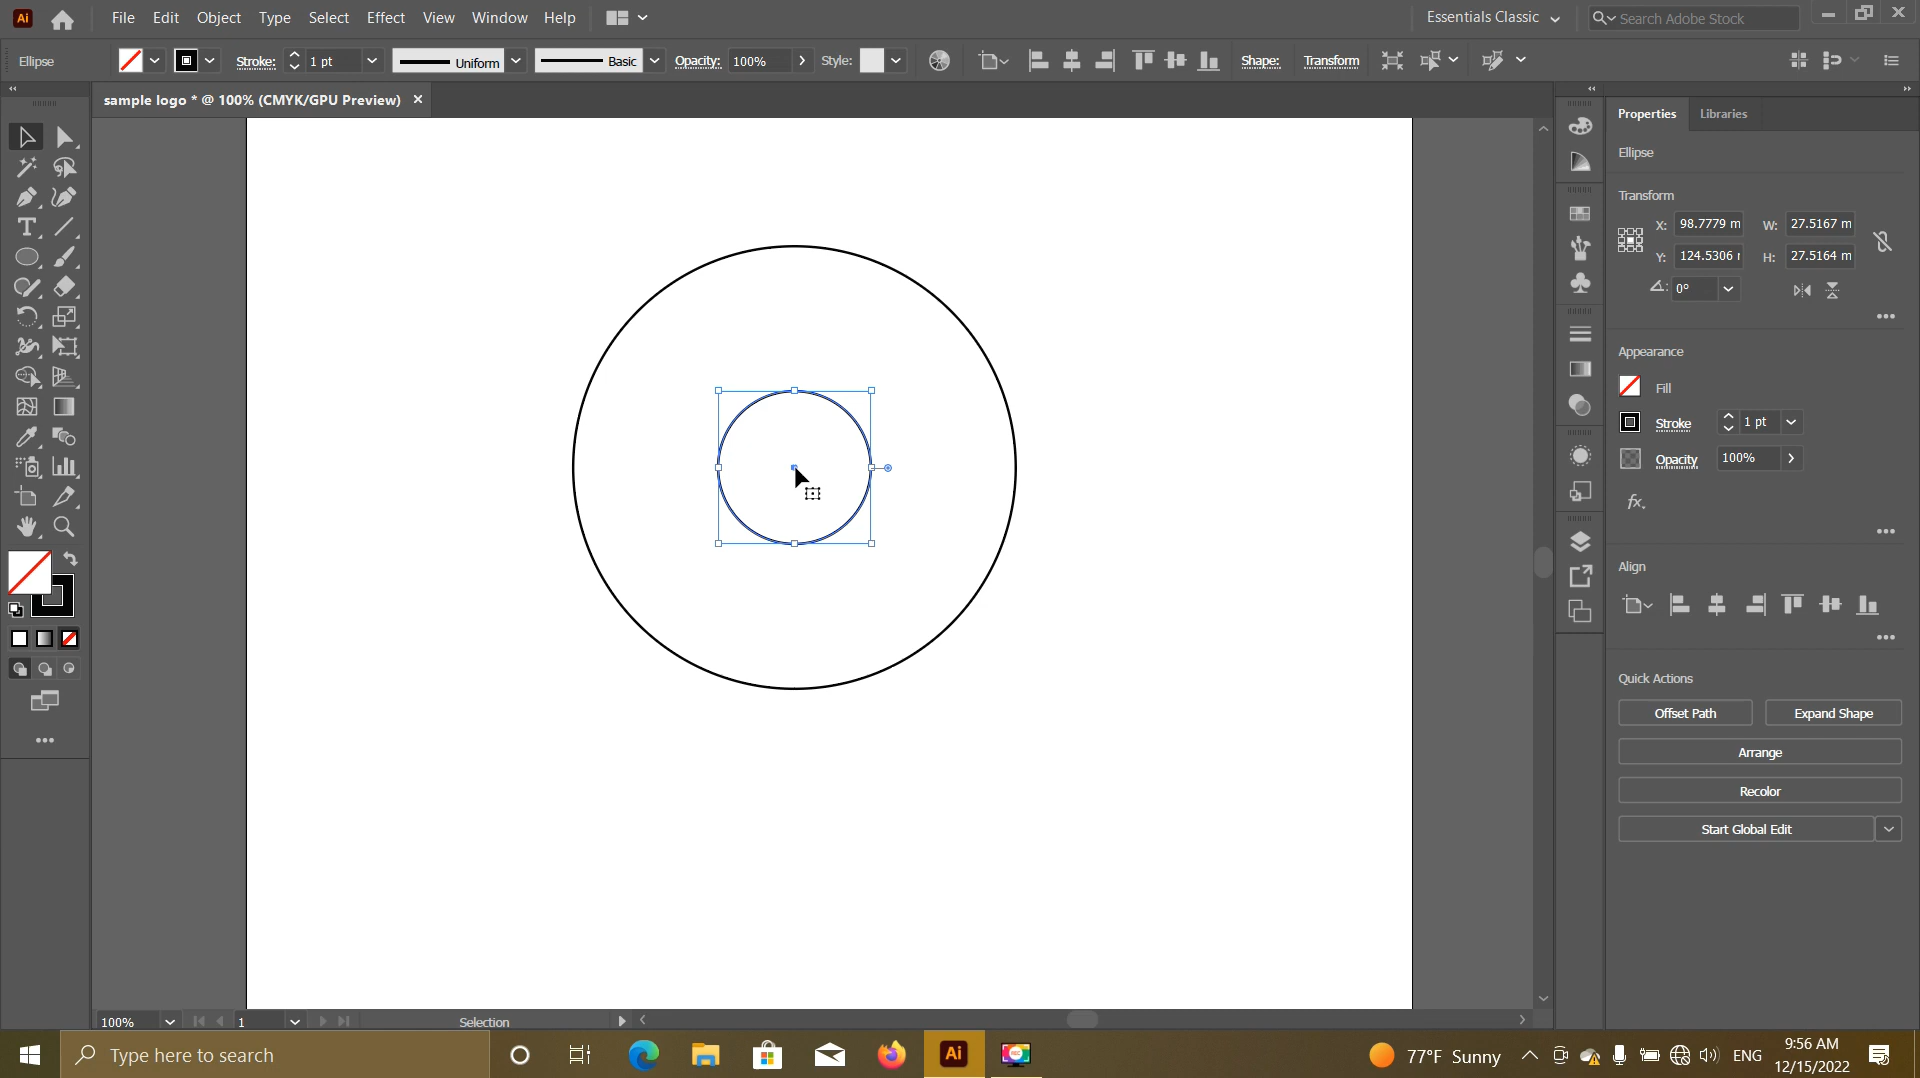 Ai File Edit Object Type Select Effect View Window Help Essentials Classic Search Adobe Stock
Ellipse Stroke: 1 pt Uniform Basic Opacity: 100% Style: Shape: Transform
sample logo * @ 100% (CMYK/GPU Preview)
Properties Libraries
Ellipse
Transform
X: 98.7779 m W: 27.5167 m
Y: 124.5306 H: 27.5164 m
0°
Appearance
Fill
Stroke 1 pt
Opacity 100%
fx.
Align
Quick Actions
Offset Path Expand Shape
Arrange
Recolor
Start Global Edit
100% 1 Selection
Type here to search Ai REC 77°F Sunny ENG 9:56 AM
12/15/2022